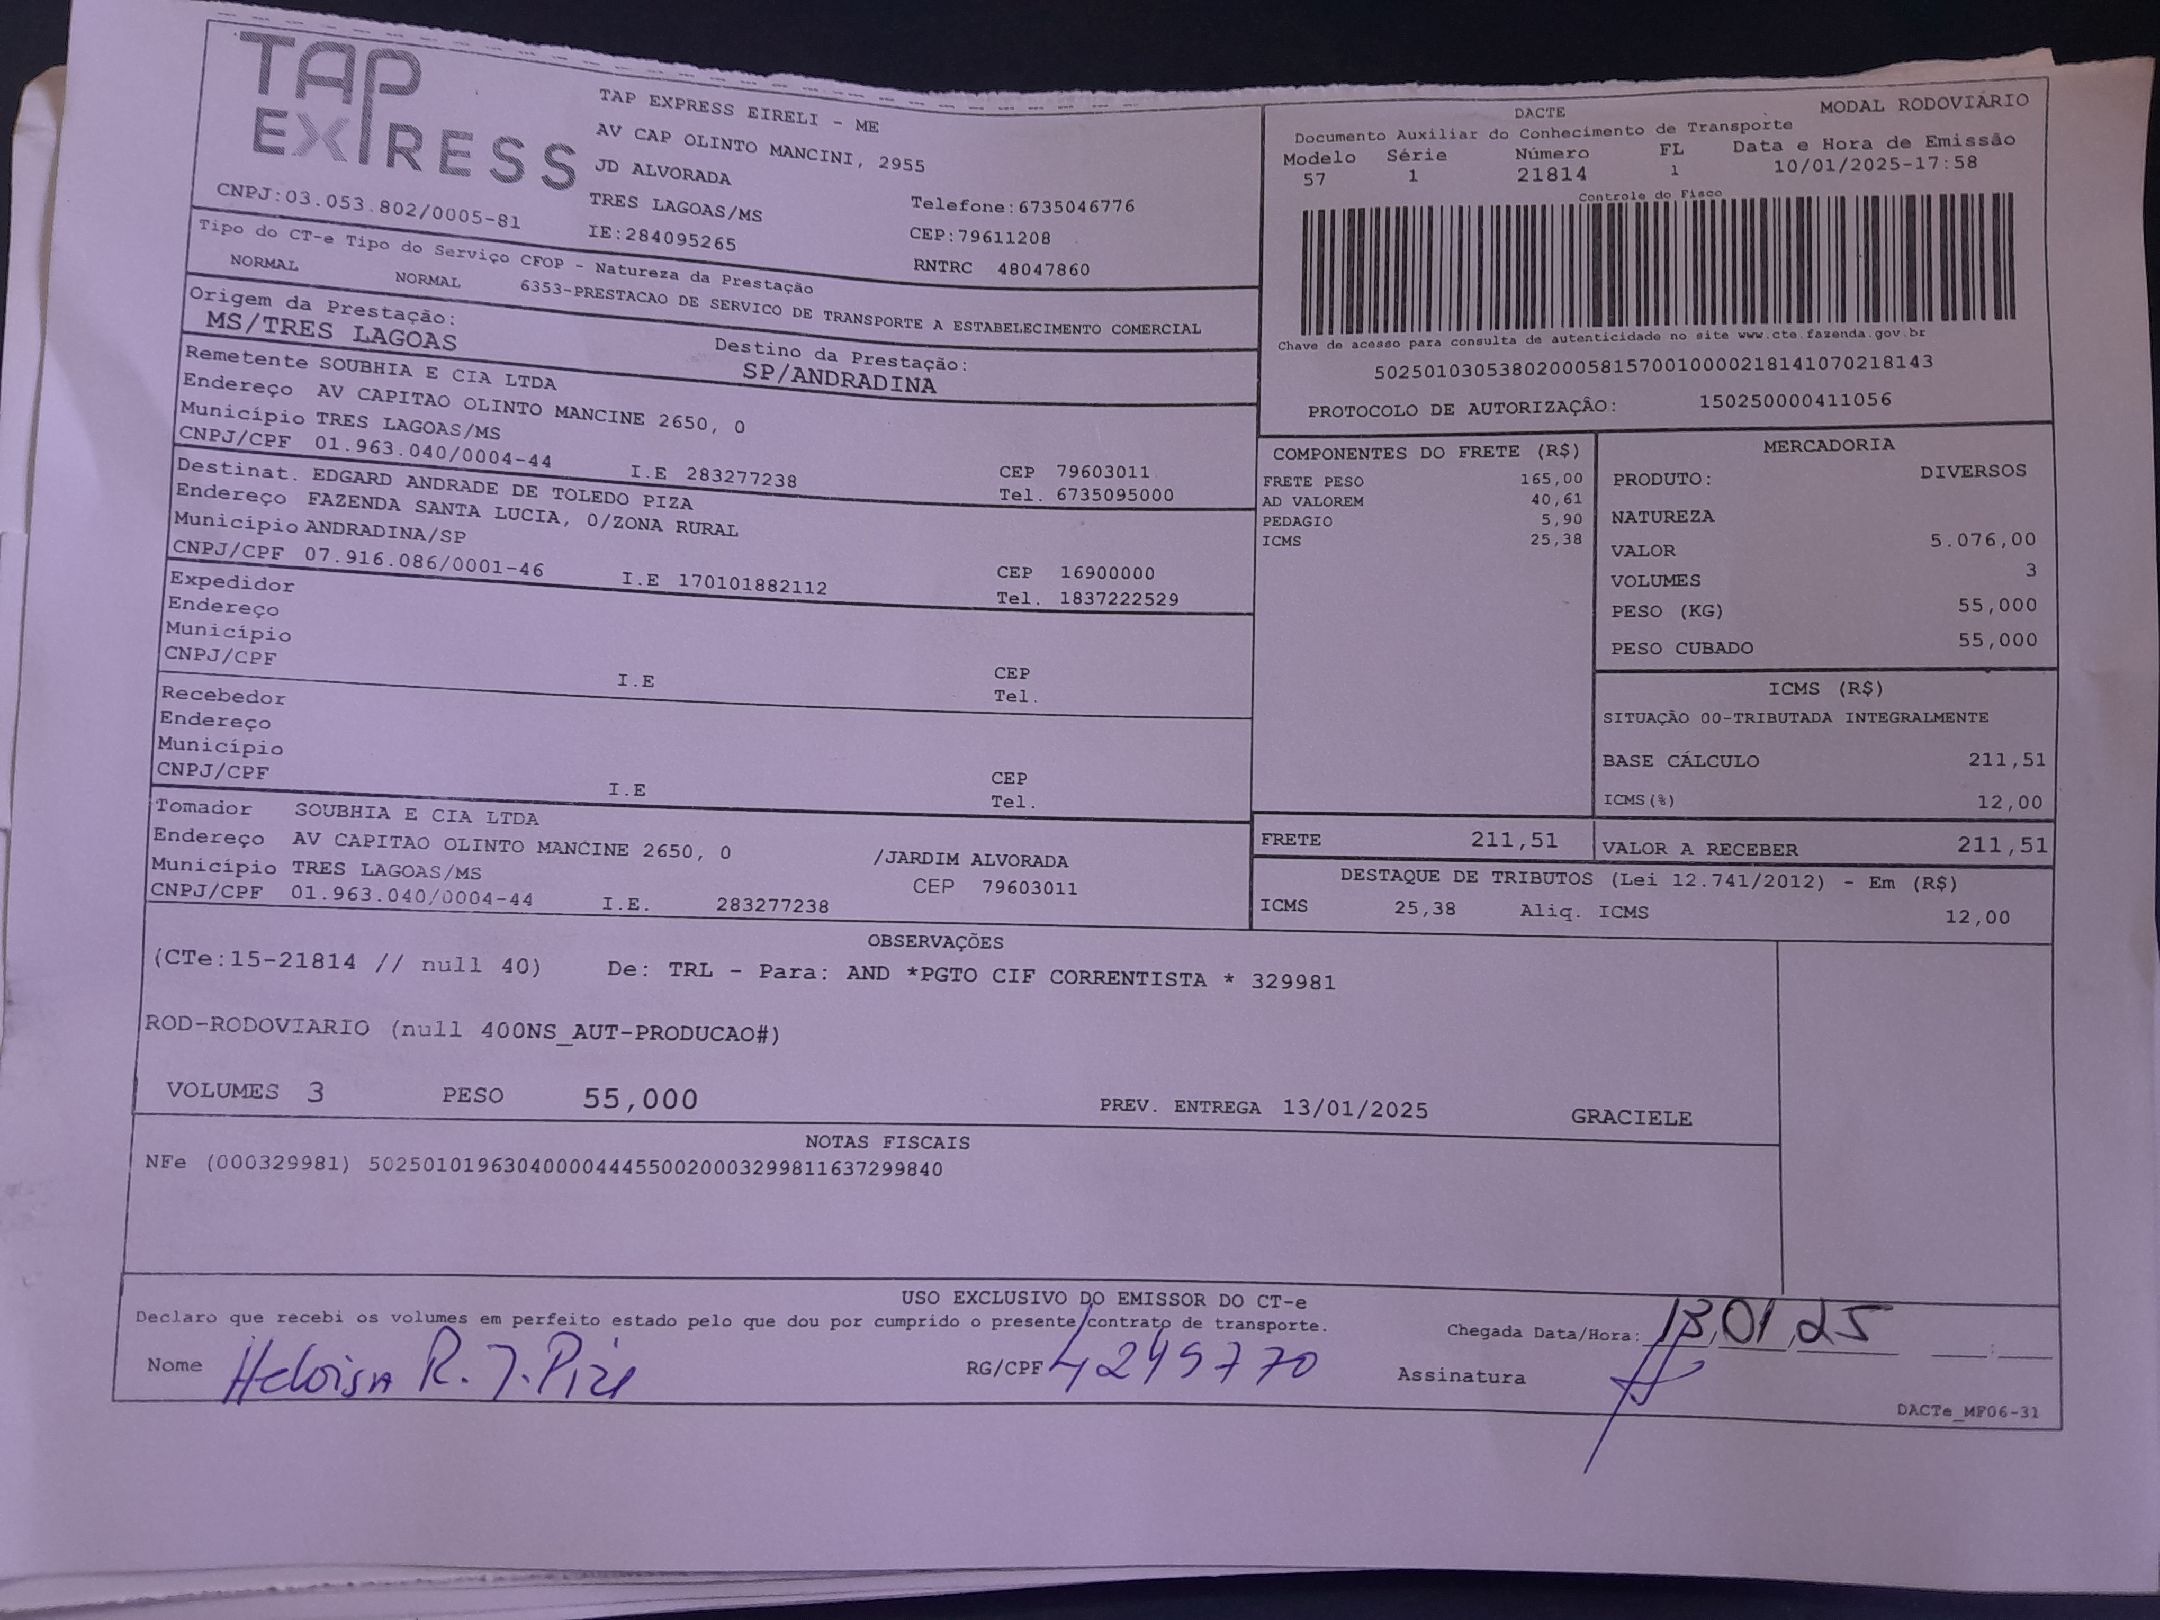 TAP
EXPRESS
TAP EXPRESS EIRELI - ME
AV CAP OLINTO MANCINI, 2955
JD ALVORADA
TRES LAGOAS/MS
Telefone:6735046776
CNPJ:03.053.802/0005-81
IE:284095265
CEP:79611208
RNTRC 48047860
DACTE
MODAL RODOVIARIO
Documento Auxiliar do Conhecimento de Transporte
Modelo Série Número FL Data e Hora de Emissão
57 1 21814 1 10/01/2025-17:58
Controle do Fisco
Chave de acesso para consulta de autenticidade no site www.cte.fazenda.gov.br
50250103053802000581570010000218141070218143
PROTOCOLO DE AUTORIZAÇÃO: 150250000411056
Tipo do CT-e Tipo do Serviço CFOP - Natureza da Prestação
NORMAL NORMAL 6353-PRESTACAO DE SERVICO DE TRANSPORTE A ESTABELECIMENTO COMERCIAL
Origem da Prestação: Destino da Prestação:
MS/TRES LAGOAS SP/ANDRADINA
Remetente SOUBHIA E CIA LTDA
Endereço AV CAPITAO OLINTO MANCINE 2650, 0
Município TRES LAGOAS/MS CEP 79603011
CNPJ/CPF 01.963.040/0004-44 I.E 283277238 Tel. 6735095000
Destinat. EDGARD ANDRADE DE TOLEDO PIZA
Endereço FAZENDA SANTA LUCIA, 0/ZONA RURAL
Município ANDRADINA/SP CEP 16900000
CNPJ/CPF 07.916.086/0001-46 I.E 170101882112 Tel. 1837222529
Expedidor
Endereço
Município CEP
CNPJ/CPF I.E Tel.
Recebedor
Endereço
Município CEP
CNPJ/CPF I.E Tel.
Tomador SOUBHIA E CIA LTDA
Endereço AV CAPITAO OLINTO MANCINE 2650, 0 /JARDIM ALVORADA
Município TRES LAGOAS/MS CEP 79603011
CNPJ/CPF 01.963.040/0004-44 I.E. 283277238
COMPONENTES DO FRETE (R$)
FRETE PESO 165,00
AD VALOREM 40,61
PEDAGIO 5,90
ICMS 25,38
MERCADORIA
PRODUTO: DIVERSOS
NATUREZA
VALOR 5.076,00
VOLUMES 3
PESO (KG) 55,000
PESO CUBADO 55,000
ICMS (R$)
SITUAÇÃO 00-TRIBUTADA INTEGRALMENTE
BASE CÁLCULO 211,51
ICMS(%) 12,00
FRETE 211,51 VALOR A RECEBER 211,51
DESTAQUE DE TRIBUTOS (Lei 12.741/2012) - Em (R$)
ICMS 25,38 Aliq. ICMS 12,00
OBSERVAÇÕES
(CTe:15-21814 // null 40) De: TRL - Para: AND *PGTO CIF CORRENTISTA * 329981
ROD-RODOVIARIO (null 400NS_AUT-PRODUCAO#)
VOLUMES 3 PESO 55,000 PREV. ENTREGA 13/01/2025 GRACIELE
NOTAS FISCAIS
NFe (000329981) 50250101963040000444550020003299811637299840
USO EXCLUSIVO DO EMISSOR DO CT-e
Declaro que recebi os volumes em perfeito estado pelo que dou por cumprido o presente contrato de transporte.
Chegada Data/Hora: 13,01,25 :
Nome Heloisa R. J. Piza RG/CPF 4249770 Assinatura
DACTe_MF06-31